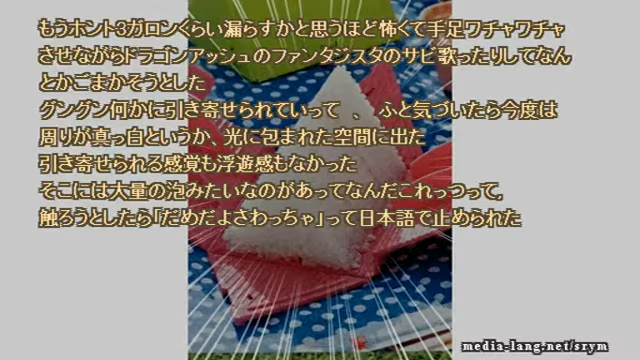 もうホント3ガロンくらい漏らすかと思うほど怖くて手足ワチャワチャ
させながらドラゴンアッシュのファンタジスタのサビ歌ったりしてなん
とかごまかそうとした
グングン何かに引き寄せられていって 、 ふと気づいたら今度は
周りが真っ白というか、光に包まれた空間に出た
引き寄せられる感覚も浮遊感もなかった
そこには大量の泡みたいなのがあってなんだこれっつって,
触ろうとしたら「だめだよさわっちゃ」って日本語で止められた
media-lang.net/srym